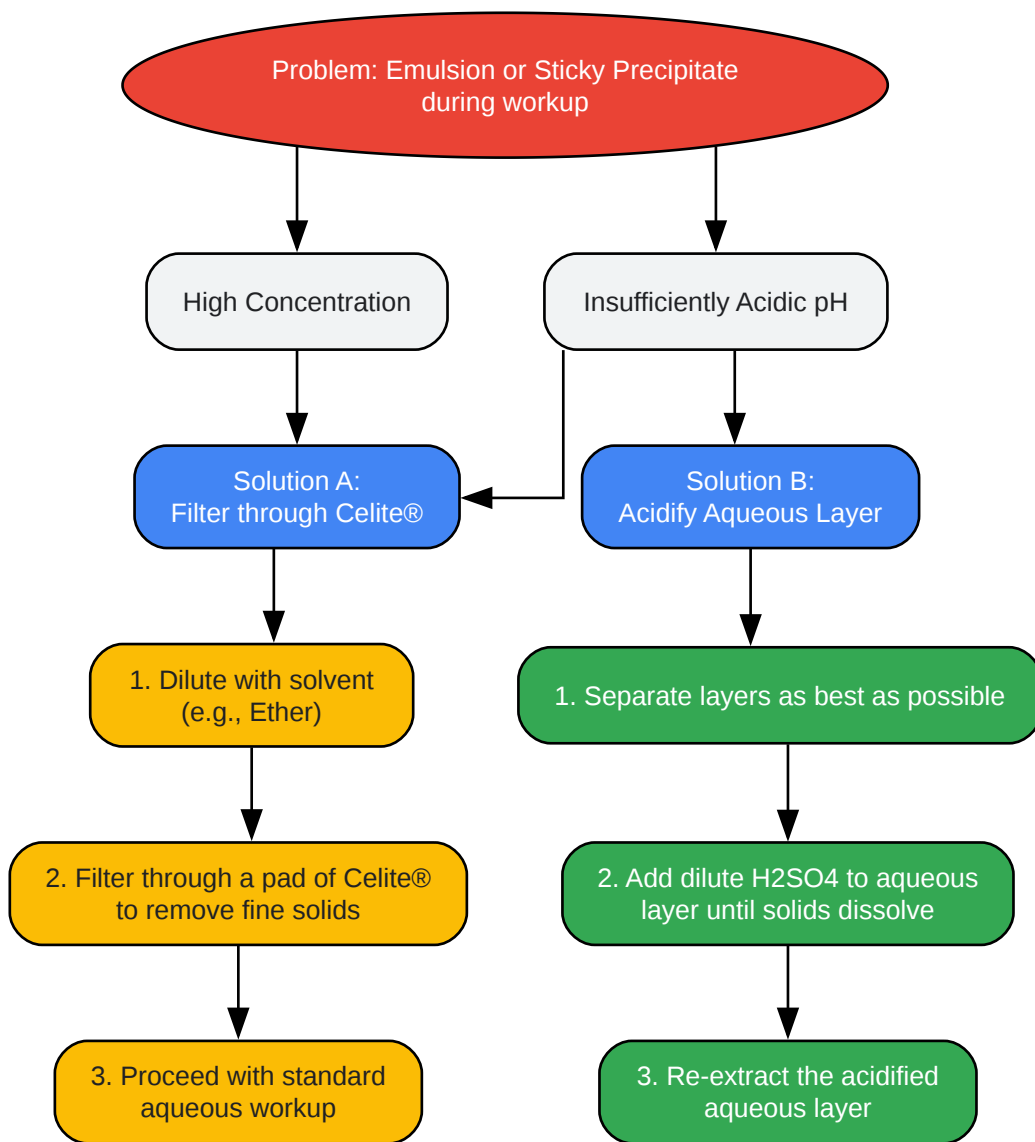 Problem: Emulsion or Sticky Precipitate
during workup
High Concentration
Insufficiently Acidic pH
Solution A:
Filter through Celite®
Solution B:
Acidify Aqueous Layer
1. Dilute with solvent
(e.g., Ether)
1. Separate layers as best as possible
2. Filter through a pad of Celite®
to remove fine solids
2. Add dilute H2SO4 to aqueous
layer until solids dissolve
3. Proceed with standard
aqueous workup
3. Re-extract the acidified
aqueous layer